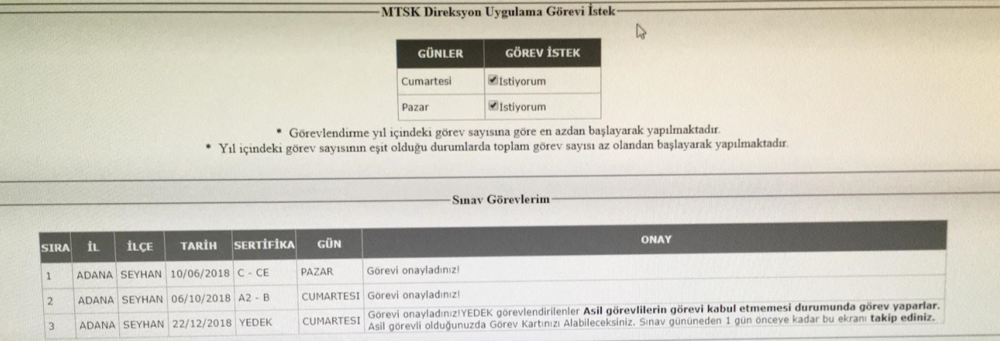 MTSK Direksyon Uygulama Görevi İstek
GÜNLER GÖREV İSTEK
Cumartesi İstiyorum
Pazar İstiyorum
* Görevlendirme yıl içindeki görev sayısına göre en azdan başlayarak yapılmaktadır.
* Yıl içindeki görev sayısının eşit olduğu durumlarda toplam görev sayısı az olandan başlayarak yapılmaktadır.
Sınav Görevlerim
SIRA İL İLÇE TARİH SERTİFİKA GÜN ONAY
1 ADANA SEYHAN 10/06/2018 C - CE PAZAR Görevi onayladınız!
2 ADANA SEYHAN 06/10/2018 A2 - B CUMARTESI Görevi onayladınız!
3 ADANA SEYHAN 22/12/2018 YEDEK CUMARTESI Görevi onayladınız!YEDEK görevlendirilenler Asil görevlilerin görevi kabul etmemesi durumunda görev yaparlar.
Asil görevli olduğunuzda Görev Kartınızı Alabileceksiniz. Sınav gününeden 1 gün önceye kadar bu ekranı takip ediniz.